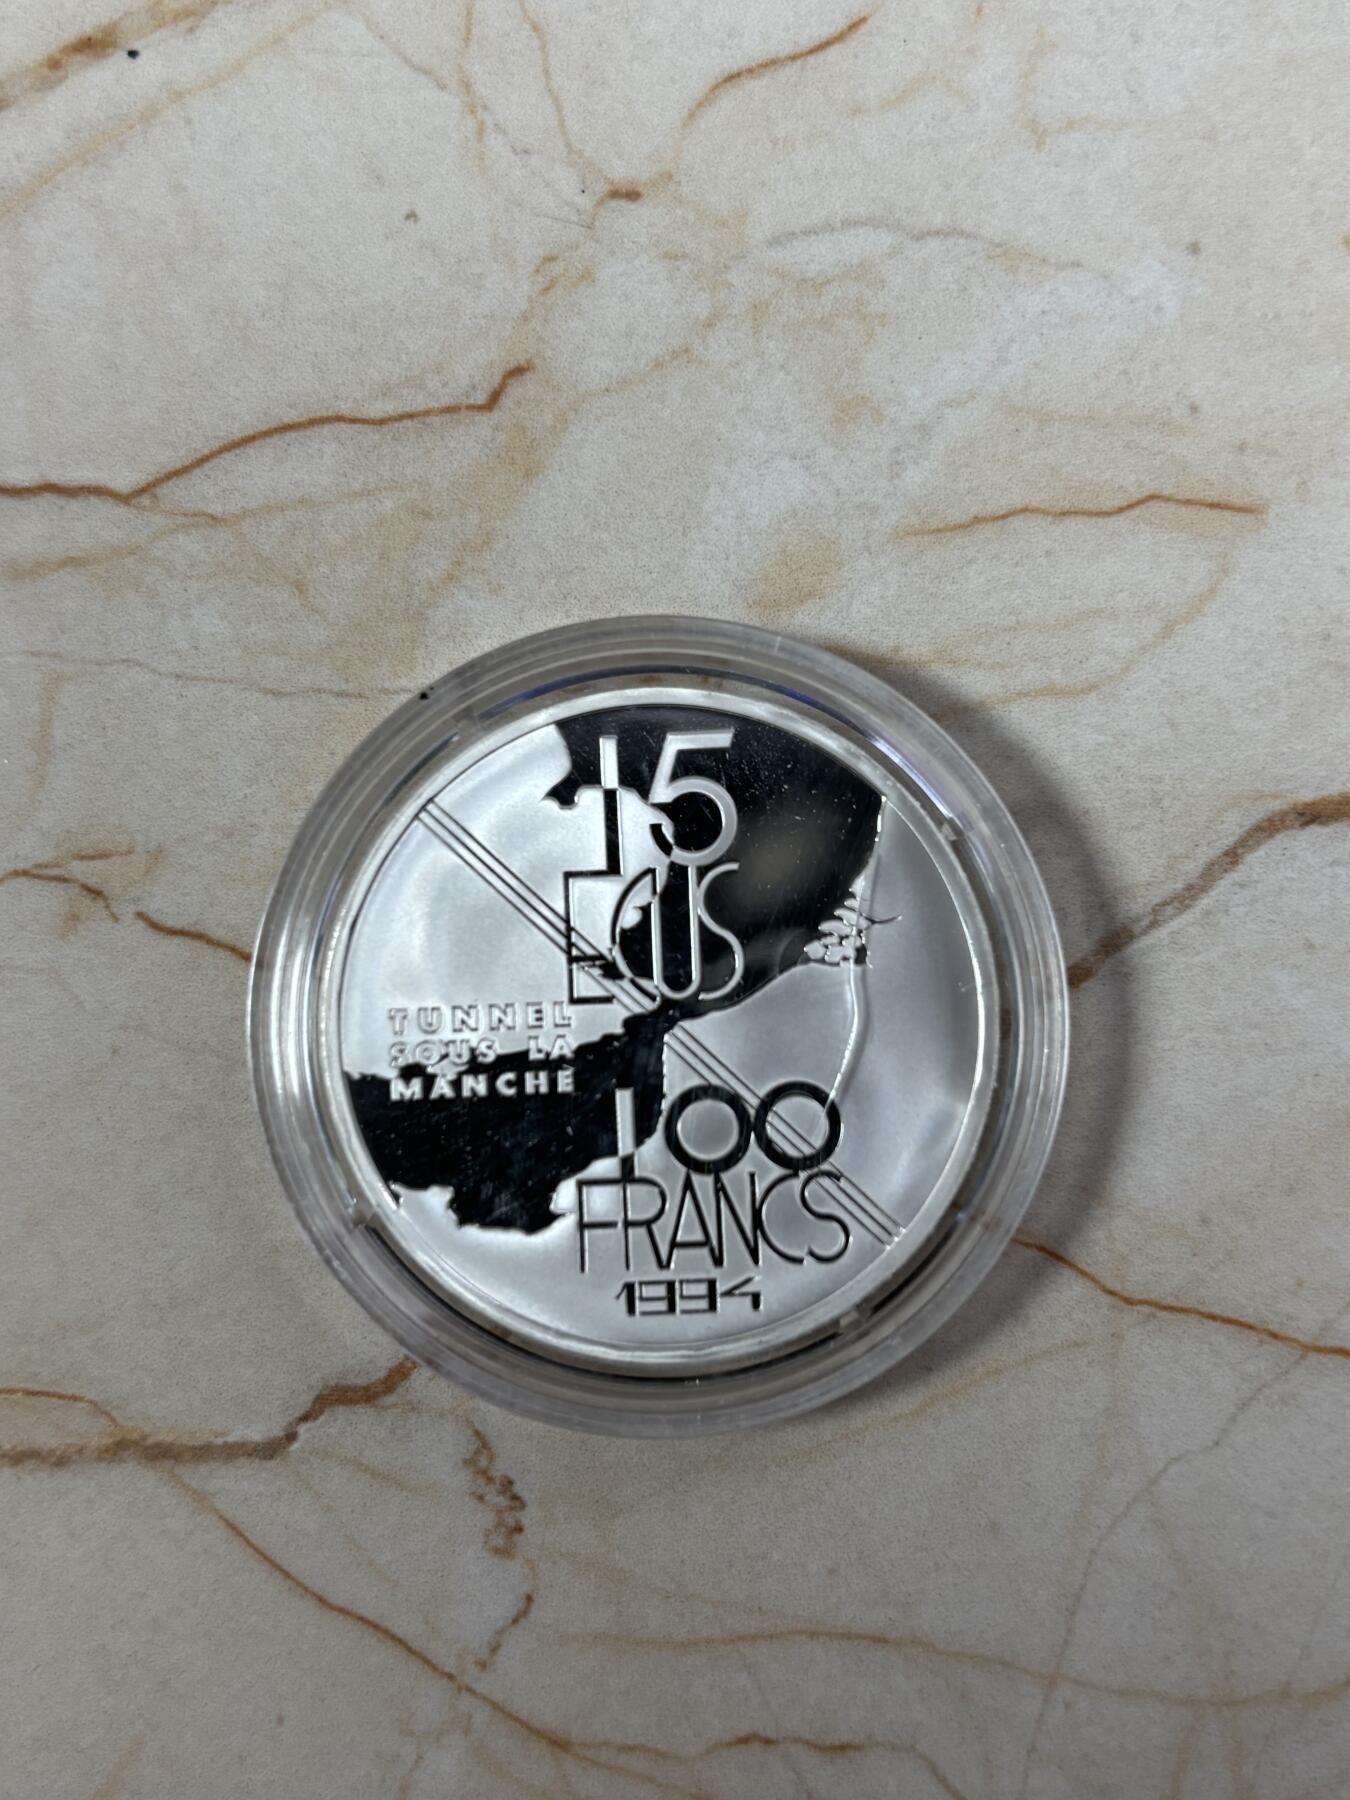 15
ECUS
TUNNEL
SOUS LA
MANCHE
100
FRANCS
1994